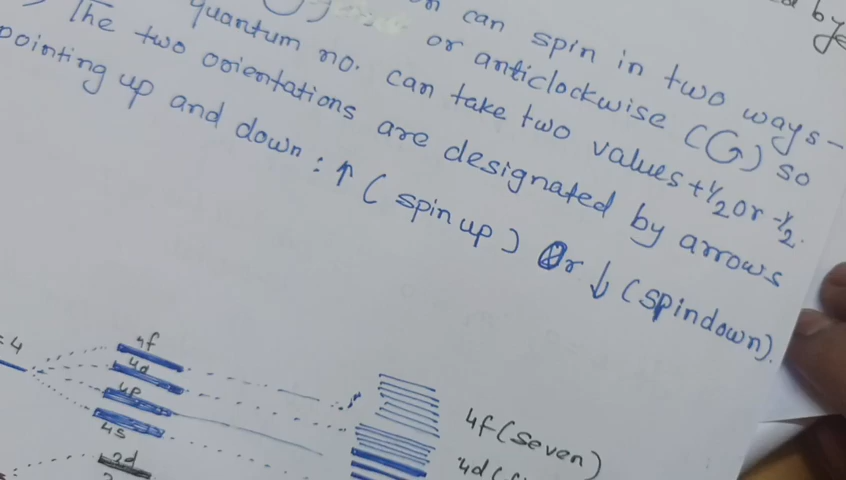 can spin in two ways-
or anticlockwise (↺) so
quantum no. can take two values +1/2 or -1/2.
The two orientations are designated by arrows
pointing up and down : ↑ ( spin up ) Or ↓ (spindown).
4f
4d
4p
4s
3d
4f (seven)
4d (